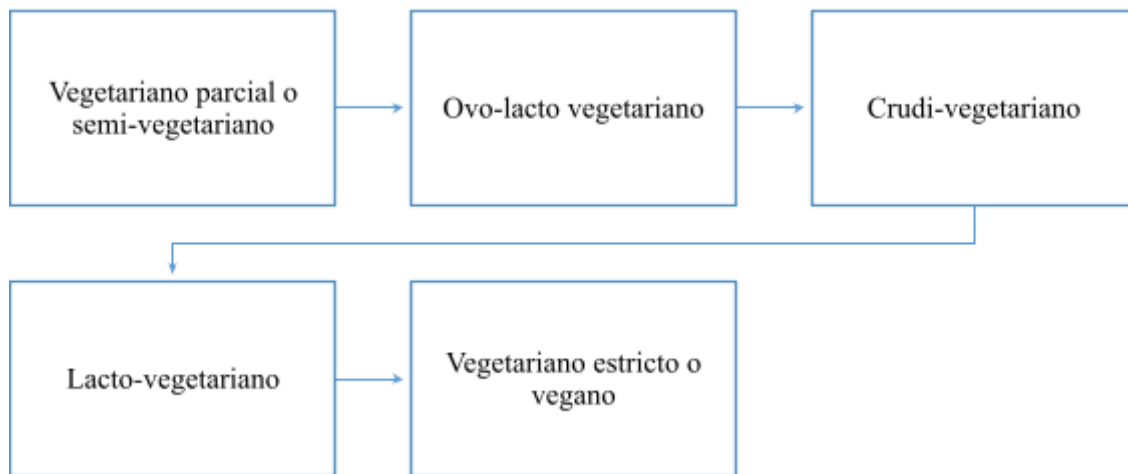 Vegetariano parcial o
semi-vegetariano
Ovo-lacto vegetariano
Crudi-vegetariano
Lacto-vegetariano
Vegetariano estricto o
vegano